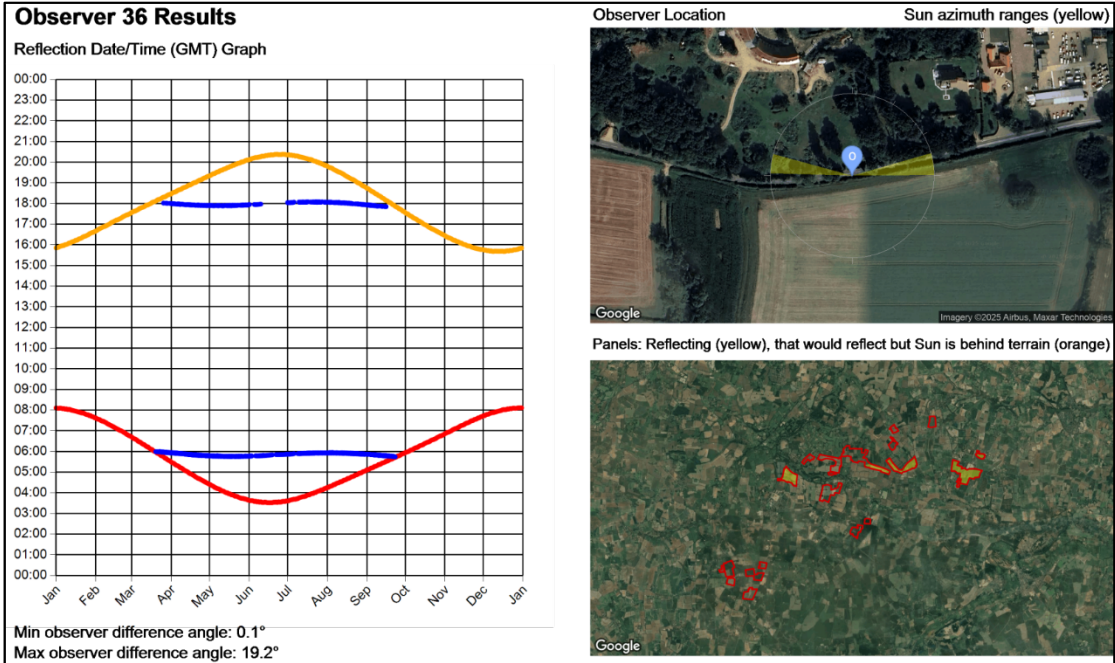 Observer 36 Results
Reflection Date/Time (GMT) Graph
00:00
23:00
22:00
21:00
20:00
19:00
18:00
17:00
16:00
15:00
14:00
13:00
12:00
11:00
10:00
09:00
08:00
07:00
06:00
05:00
04:00
03:00
02:00
01:00
00:00
Jan Feb Mar Apr May Jun Jul Aug Sep Oct Nov Dec Jan
Min observer difference angle: 0.1°
Max observer difference angle: 19.2°
Observer Location Sun azimuth ranges (yellow)
O
Google Imagery ©2025 Airbus, Maxar Technologies
Panels: Reflecting (yellow), that would reflect but Sun is behind terrain (orange)
Google